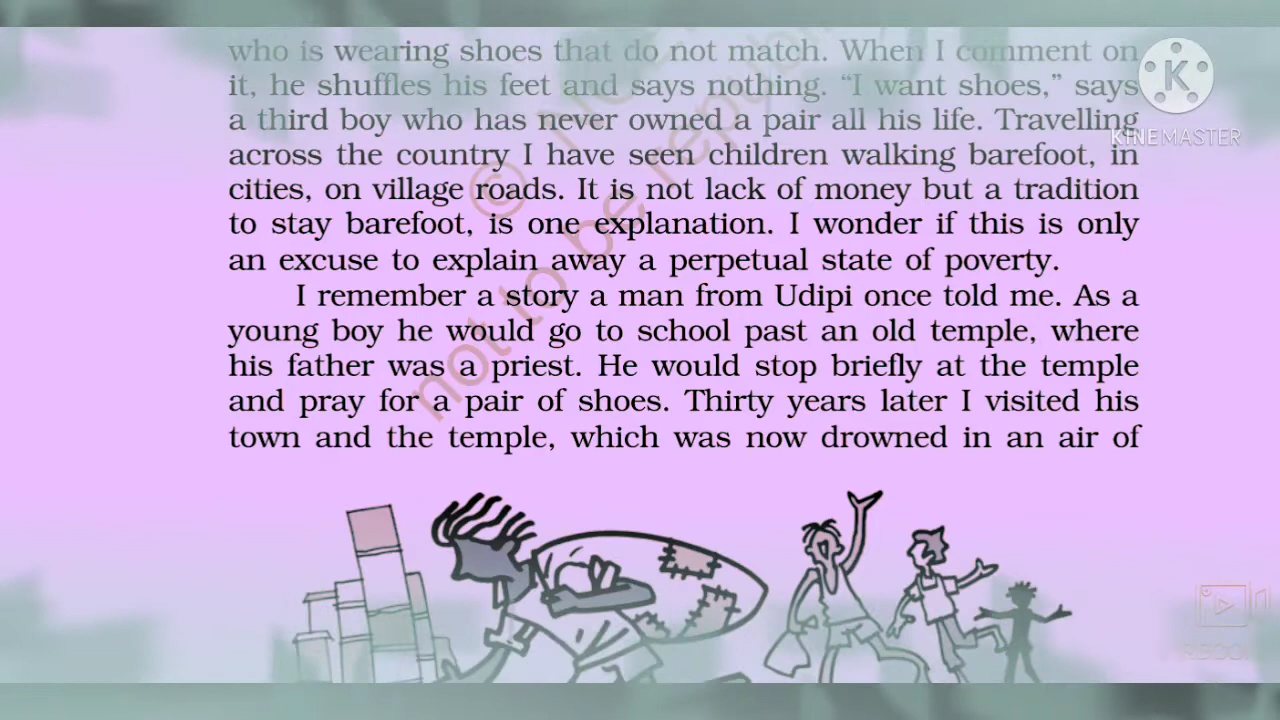 who is wearing shoes that do not match. When I comment on
it, he shuffles his feet and says nothing. “I want shoes,” says
a third boy who has never owned a pair all his life. Travelling
across the country I have seen children walking barefoot, in
cities, on village roads. It is not lack of money but a tradition
to stay barefoot, is one explanation. I wonder if this is only
an excuse to explain away a perpetual state of poverty.
I remember a story a man from Udipi once told me. As a
young boy he would go to school past an old temple, where
his father was a priest. He would stop briefly at the temple
and pray for a pair of shoes. Thirty years later I visited his
town and the temple, which was now drowned in an air of
K
KINEMASTER
not to be republi